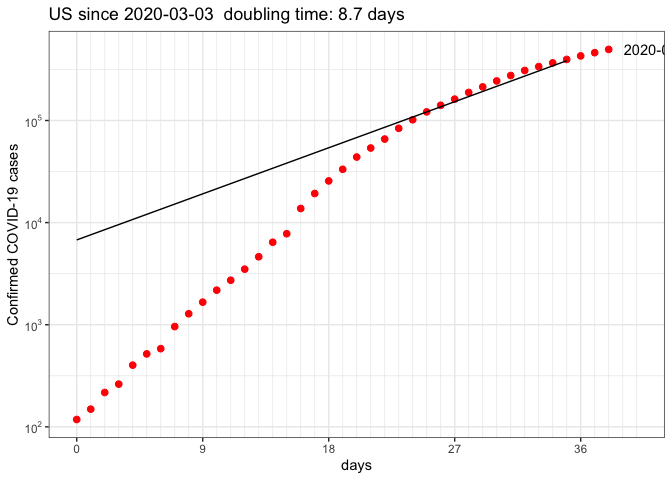 US since 2020-03-03  doubling time: 8.7 days
Confirmed COVID-19 cases
10^5
10^4
10^3
10^2
0 9 18 27 36
days